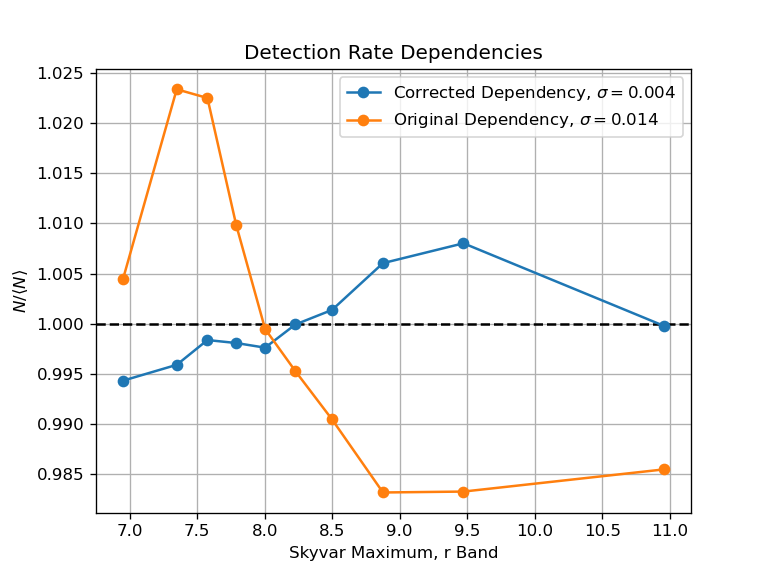 Detection Rate Dependencies
1.025
1.020
1.015
1.010
1.005
1.000
0.995
0.990
0.985
N/⟨N⟩
Corrected Dependency, σ = 0.004
Original Dependency, σ = 0.014
7.0 7.5 8.0 8.5 9.0 9.5 10.0 10.5 11.0
Skyvar Maximum, r Band